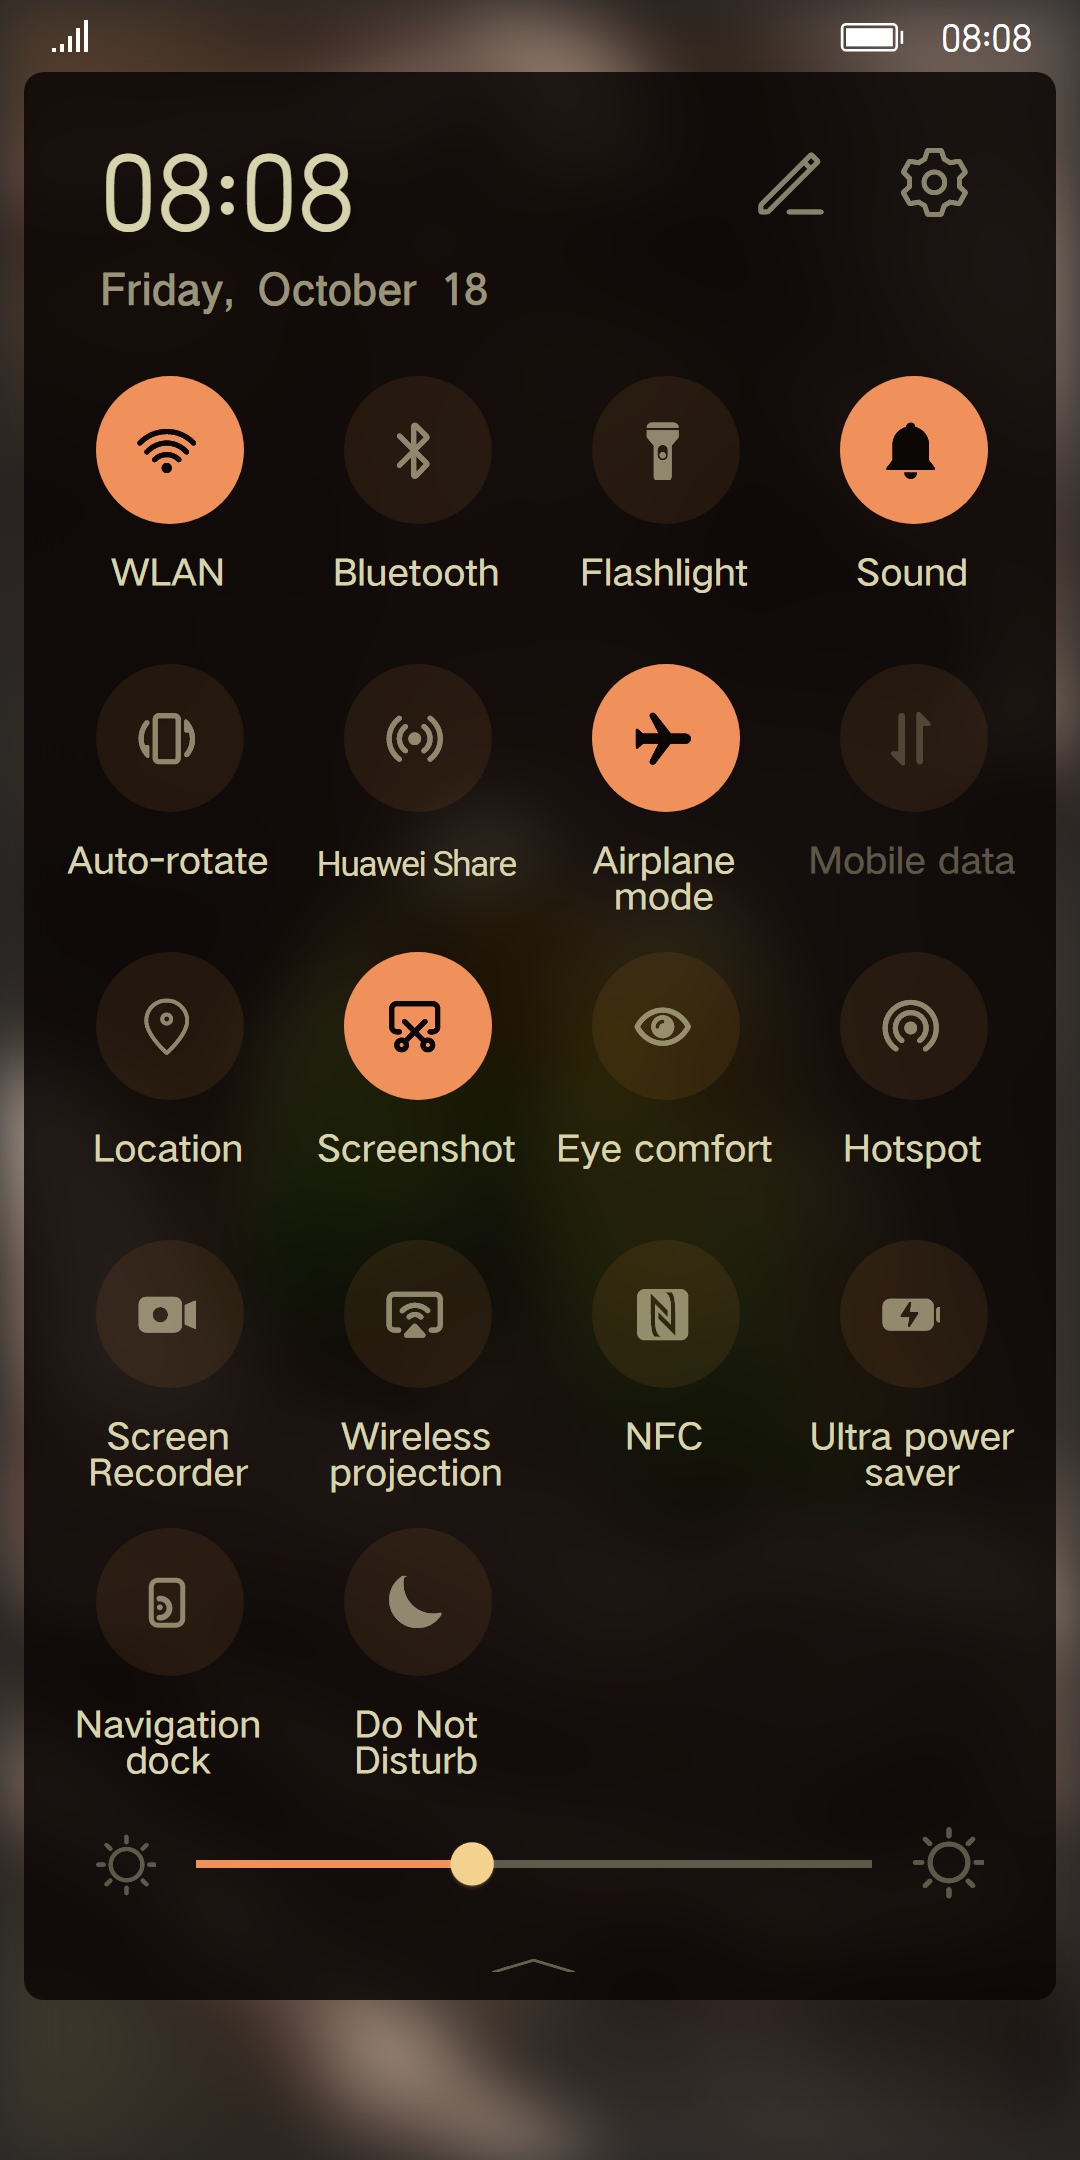 08:08
08:08
Friday, October 18
WLAN
Bluetooth
Flashlight
Sound
Auto-rotate
Huawei Share
Airplane
mode
Mobile data
Location
Screenshot
Eye comfort
Hotspot
Screen
Recorder
Wireless
projection
NFC
Ultra power
saver
Navigation
dock
Do Not
Disturb